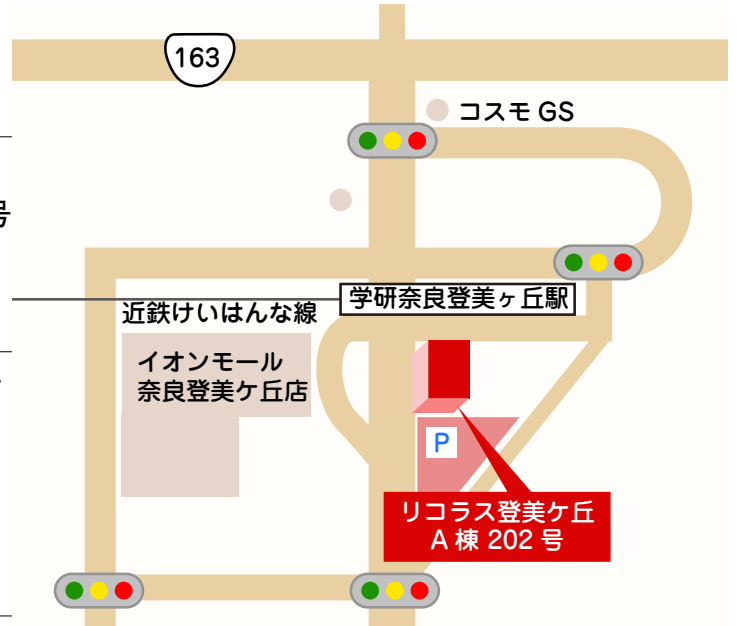 163
コスモ GS
号
学研奈良登美ヶ丘駅
近鉄けいはんな線
イオンモール
奈良登美ケ丘店
P
リコラス登美ケ丘
A 棟 202 号